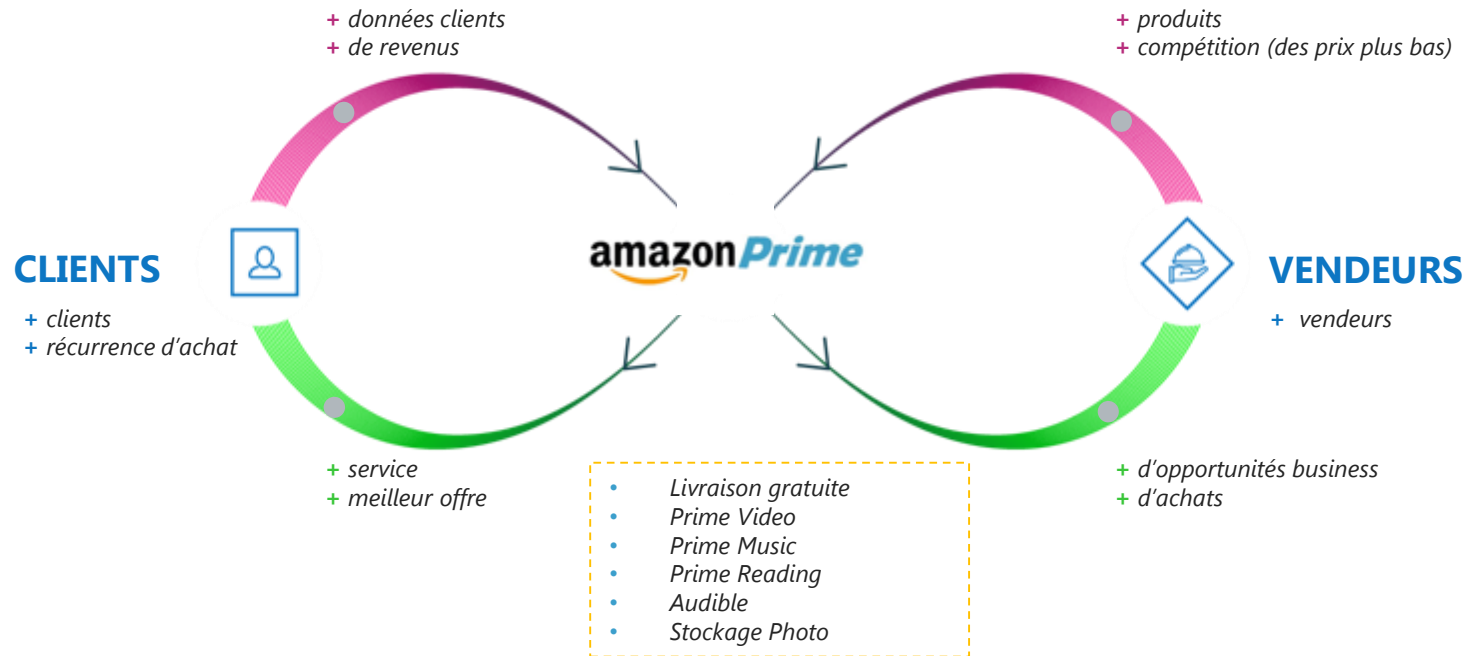 + données clients
+ de revenus
+ produits
+ compétition (des prix plus bas)
amazon Prime
CLIENTS
+ clients
+ récurrence d'achat
VENDEURS
+ vendeurs
+ service
+ meilleur offre
• Livraison gratuite
• Prime Video
• Prime Music
• Prime Reading
• Audible
• Stockage Photo
+ d'opportunités business
+ d'achats